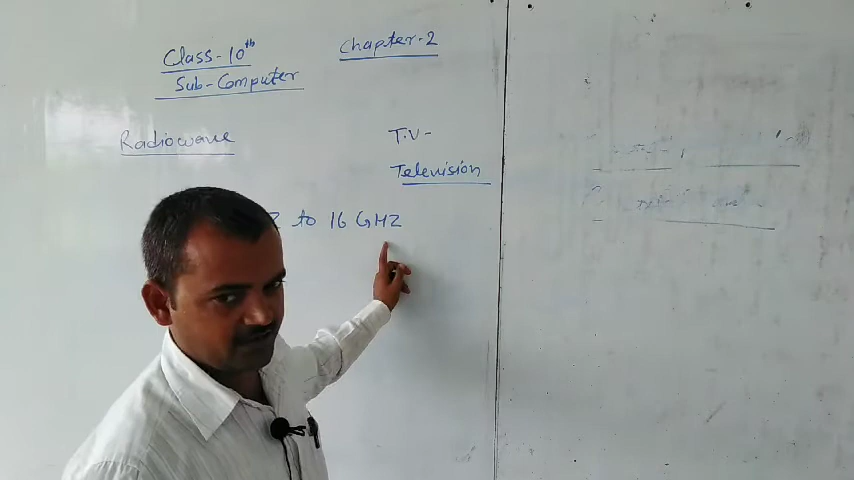 Class-10th
Chapter-2
Sub-Computer
Radiowave
T.V-
Television
Z to 16 GHZ